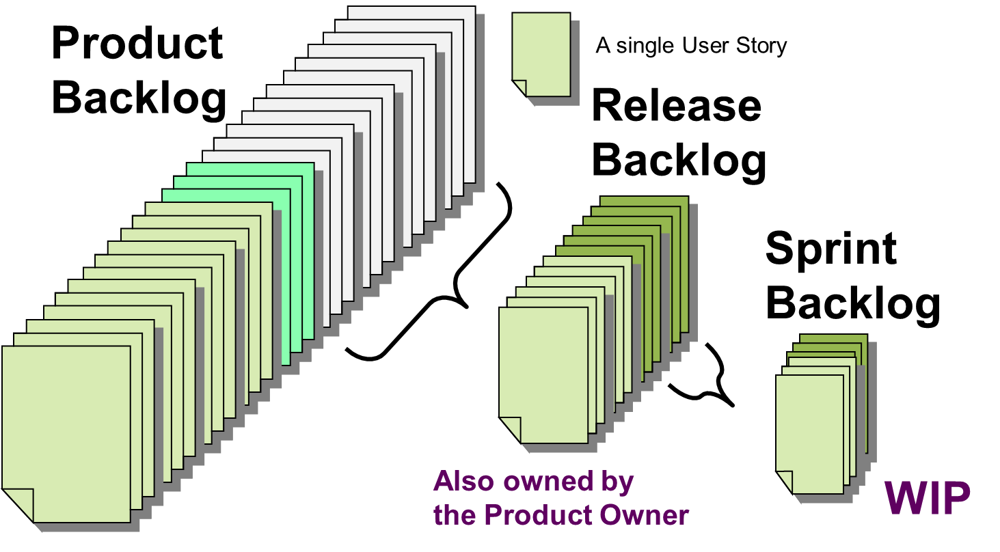 Product
Backlog
A single User Story
Release
Backlog
Sprint
Backlog
Also owned by
the Product Owner
WIP